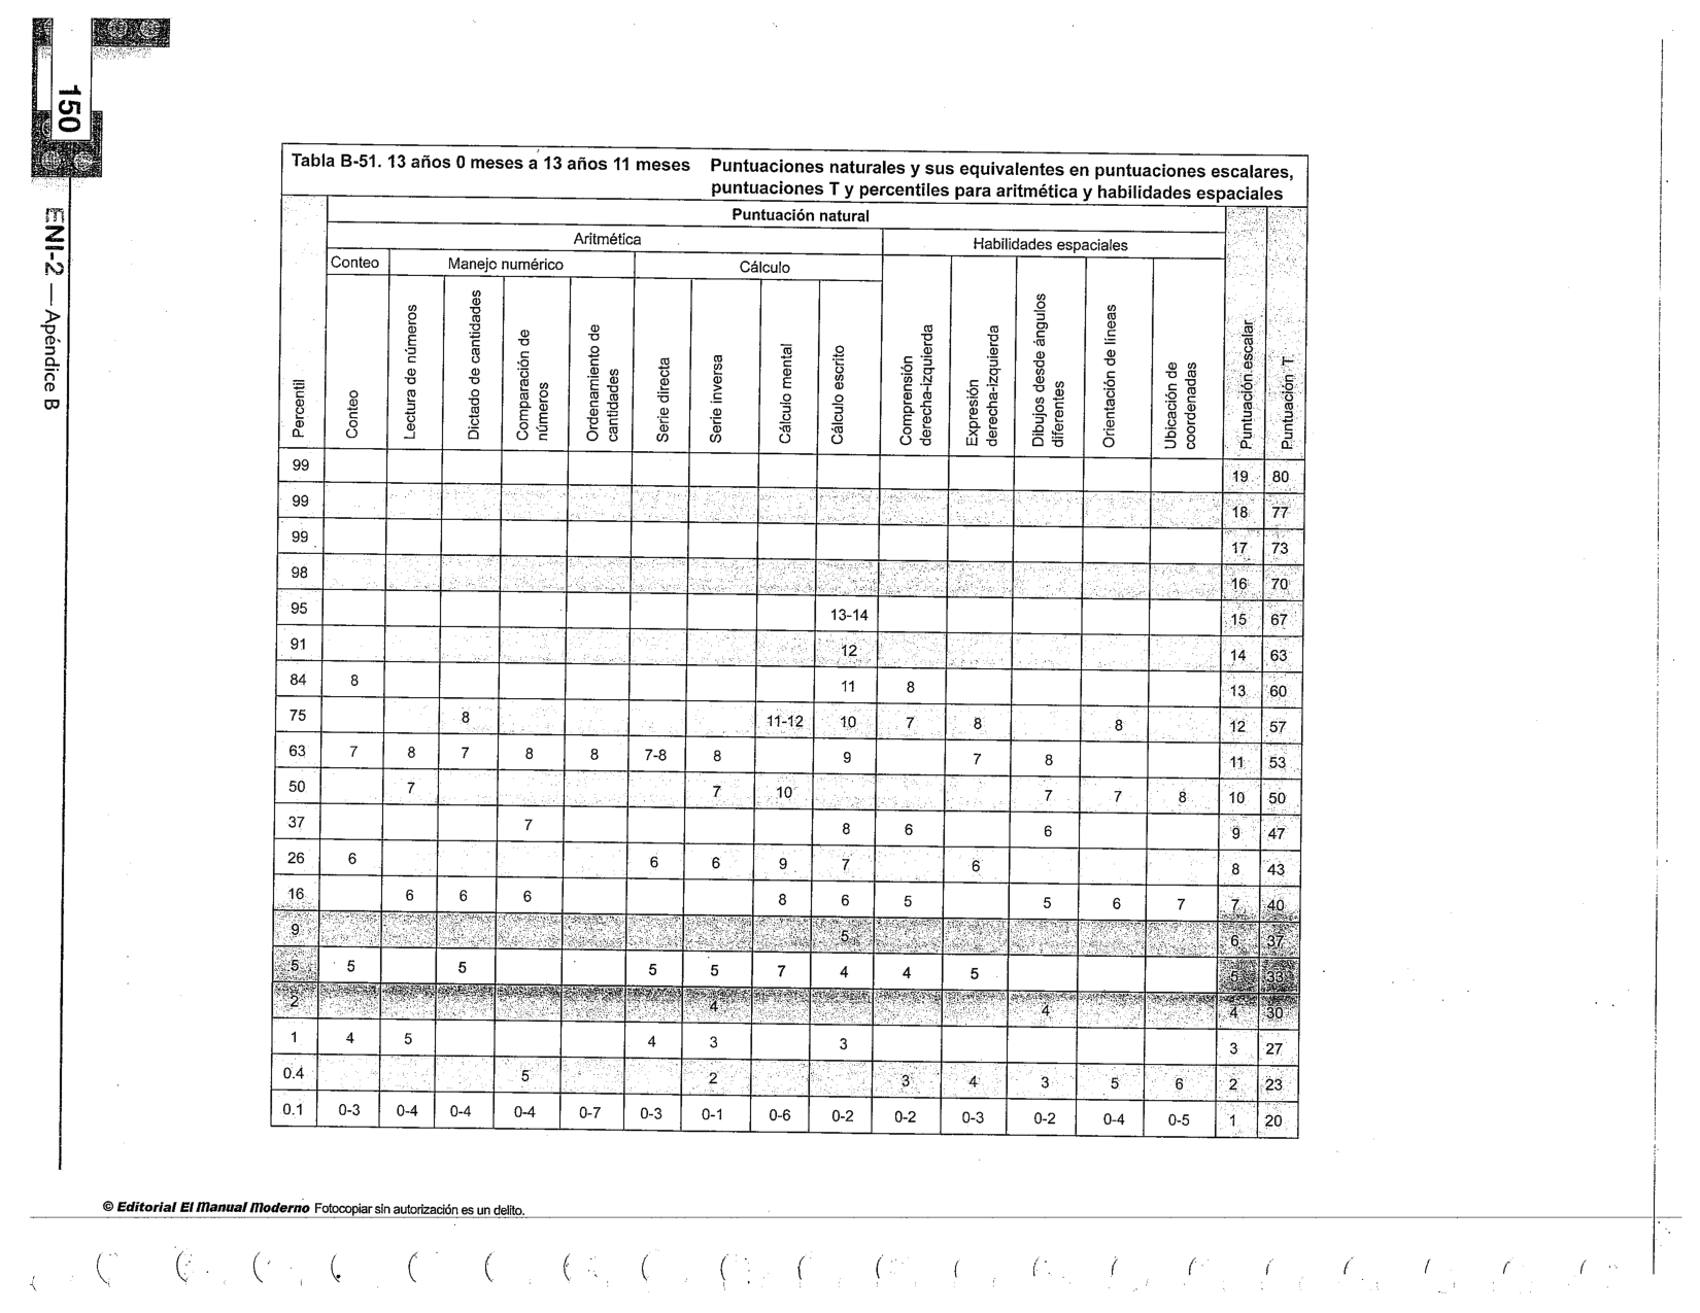 150
ENI-2 — Apéndice B
Tabla B-51. 13 años 0 meses a 13 años 11 meses Puntuaciones naturales y sus equivalentes en puntuaciones escalares,
puntuaciones T y percentiles para aritmética y habilidades espaciales
Puntuación natural
Aritmética Habilidades espaciales
Conteo Manejo numérico Cálculo
Percentil
Conteo
Lectura de números
Dictado de cantidades
Comparación de
números
Ordenamiento de
cantidades
Serie directa
Serie inversa
Cálculo mental
Cálculo escrito
Comprensión
derecha-izquierda
Expresión
derecha-izquierda
Dibujos desde ángulos
diferentes
Orientación de líneas
Ubicación de
coordenadas
Puntuación escalar
Puntuación T
99 19 80
99 18 77
99 17 73
98 16 70
95 13-14 15 67
91 12 14 63
84 8 11 8 13 60
75 8 11-12 10 7 8 8 12 57
63 7 8 7 8 8 7-8 8 9 7 8 11 53
50 7 7 10 7 7 8 10 50
37 7 8 6 6 9 47
26 6 6 6 9 7 6 8 43
16 6 6 6 8 6 5 5 6 7 7 40
9 5 6 37
5 5 5 5 5 7 4 4 5 5 33
2 4 4 4 30
1 4 5 4 3 3 3 27
0.4 5 2 3 4 3 5 6 2 23
0.1 0-3 0-4 0-4 0-4 0-7 0-3 0-1 0-6 0-2 0-2 0-3 0-2 0-4 0-5 1 20
© Editorial El Manual Moderno Fotocopiar sin autorización es un delito.